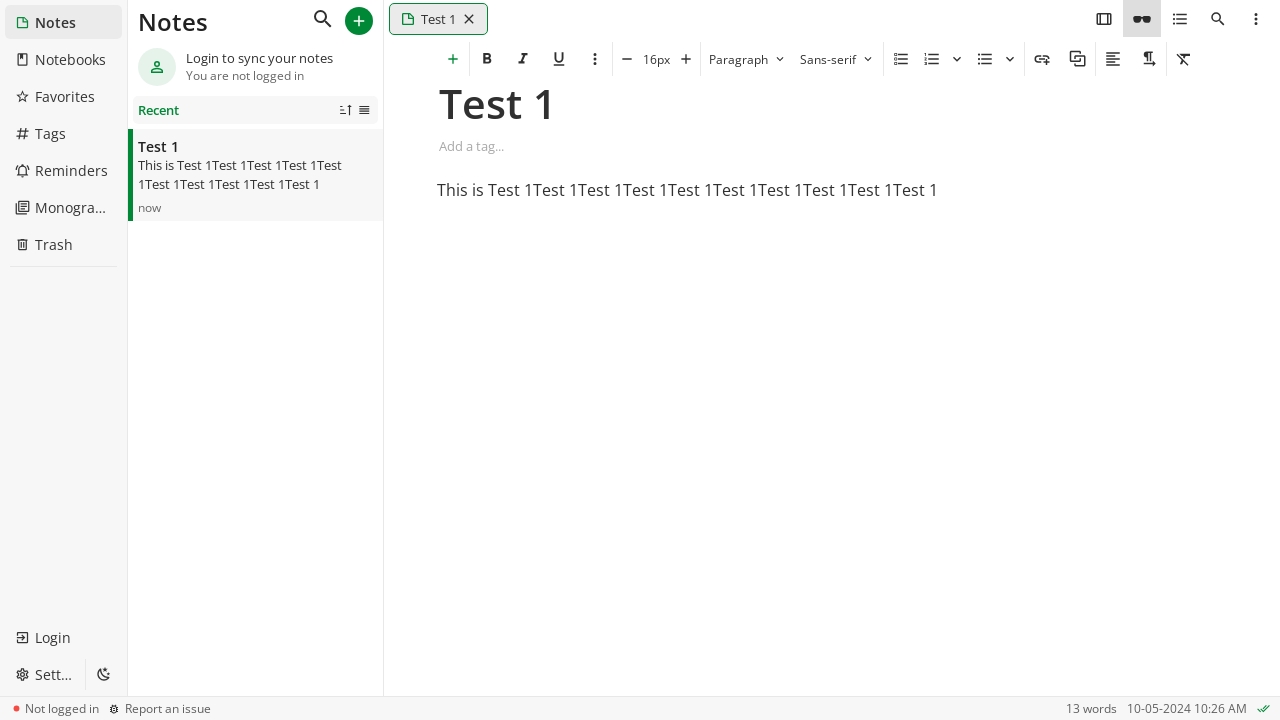 Notes
Notebooks
Favorites
Tags
Reminders
Monogra...
Trash
Login
Sett...
Notes
Login to sync your notes
You are not logged in
Recent
Test 1
This is Test 1Test 1Test 1Test 1Test
1Test 1Test 1Test 1Test 1Test 1
now
Test 1
16px
Paragraph
Sans-serif
Test 1
Add a tag...
This is Test 1Test 1Test 1Test 1Test 1Test 1Test 1Test 1Test 1Test 1
Not logged in
Report an issue
13 words
10-05-2024 10:26 AM